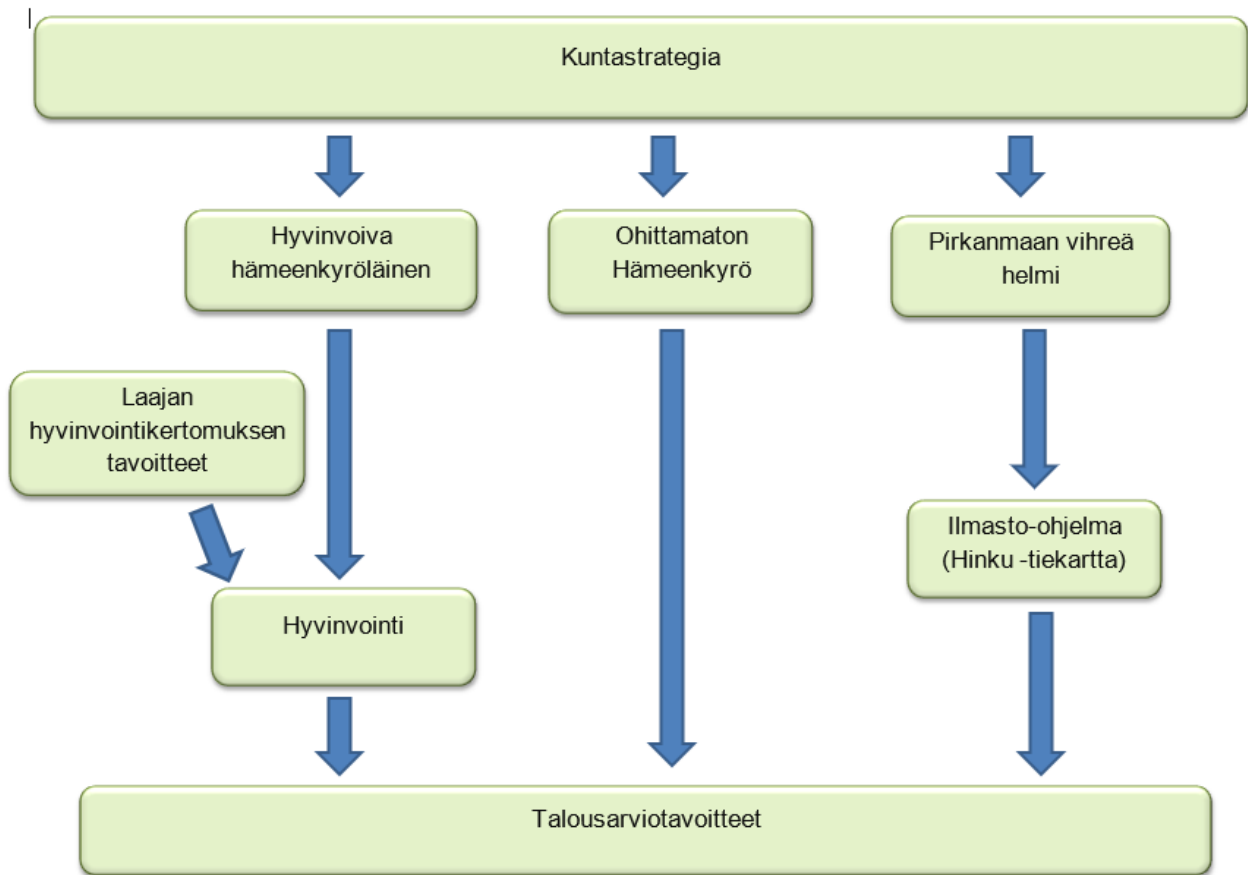 Kuntastrategia
Hyvinvoiva
hämeenkyröläinen
Ohittamaton
Hämeenkyrö
Pirkanmaan vihreä
helmi
Laajan
hyvinvointikertomuksen
tavoitteet
Ilmasto-ohjelma
(Hinku -tiekartta)
Hyvinvointi
Talousarviotavoitteet